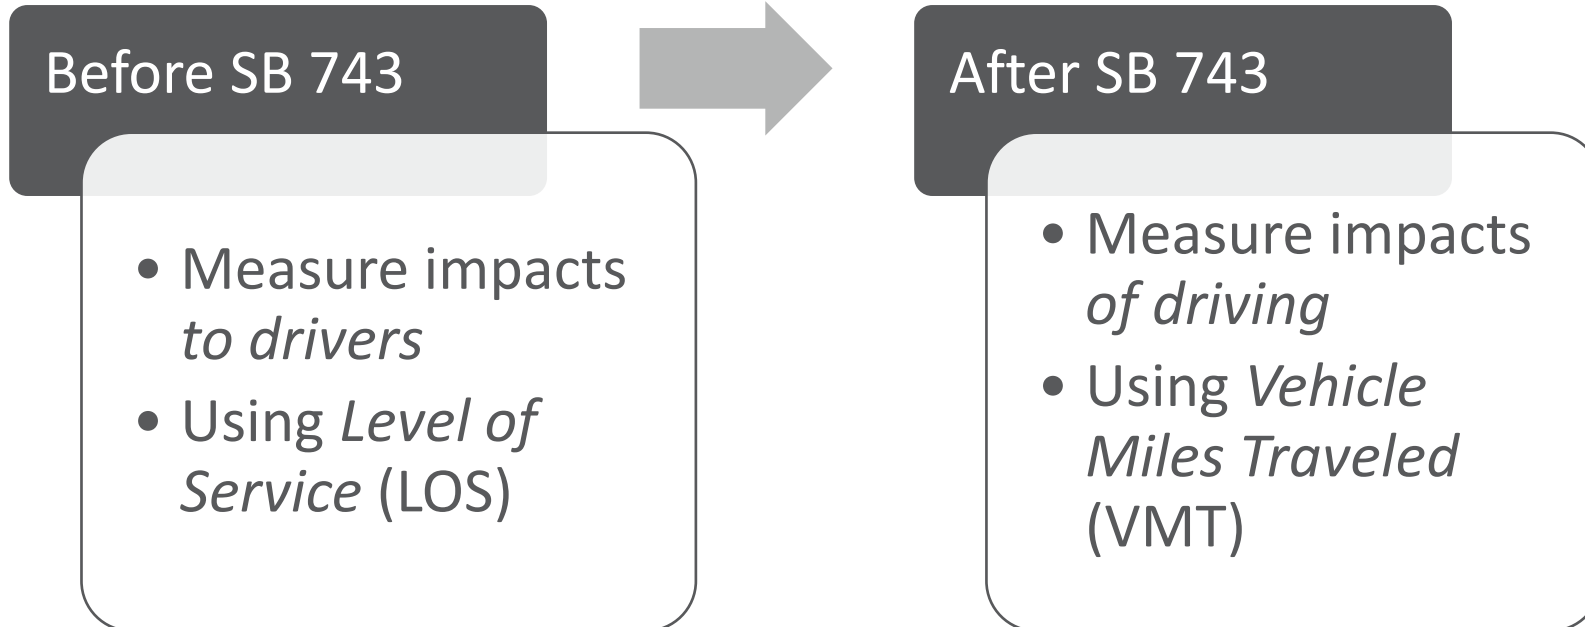 Before SB 743
• Measure impacts
to drivers
• Using Level of
Service (LOS)
After SB 743
• Measure impacts
of driving
• Using Vehicle
Miles Traveled
(VMT)